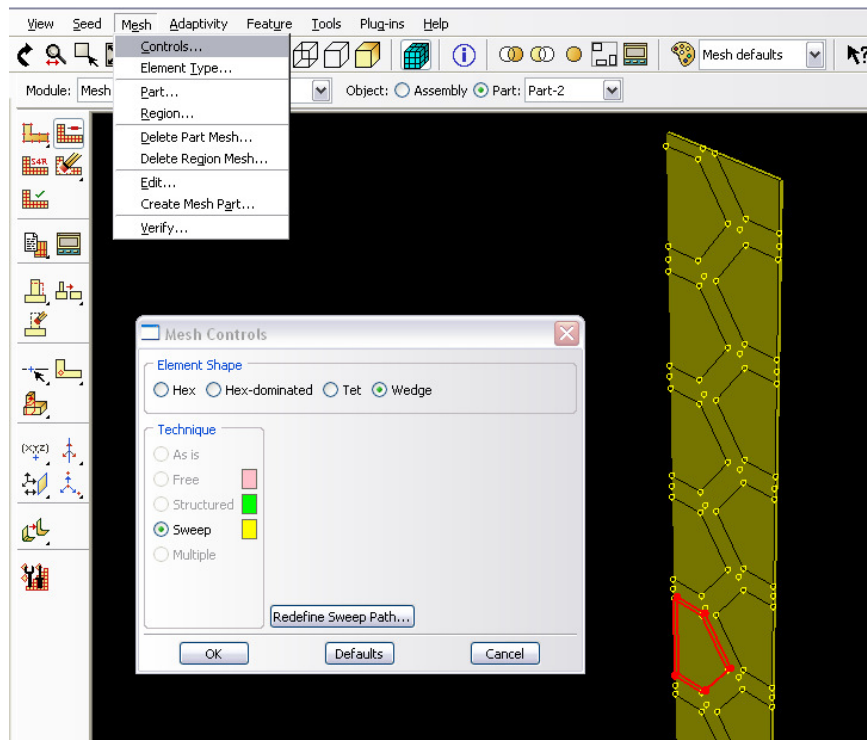 View Seed Mesh Adaptivity Feature Tools Plug-ins Help
Controls...
Mesh defaults
Element Type...
Module: Mesh Object: Assembly Part: Part-2
Part...
Region...
Delete Part Mesh...
Delete Region Mesh...
Edit...
Create Mesh Part...
Verify...
S4R
(XYZ)
Mesh Controls
Element Shape
Hex Hex-dominated Tet Wedge
Technique
As is
Free
Structured
Sweep
Multiple
Redefine Sweep Path...
OK Defaults Cancel